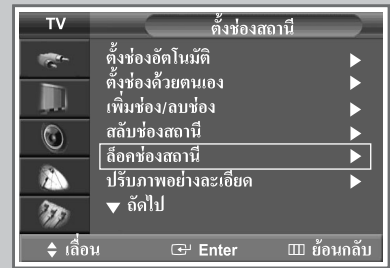 TV ตั้งช่องสถานี
ตั้งช่องอัตโนมัติ
ตั้งช่องด้วยตนเอง
เพิ่มช่อง/ลบช่อง
สลับช่องสถานี
ล็อคช่องสถานี
ปรับภาพอย่างละเอียด
ถัดไป
เลื่อน Enter ย้อนกลับ